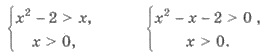 x² − 2 > x,
x > 0,
x² − x − 2 > 0 ,
x > 0.